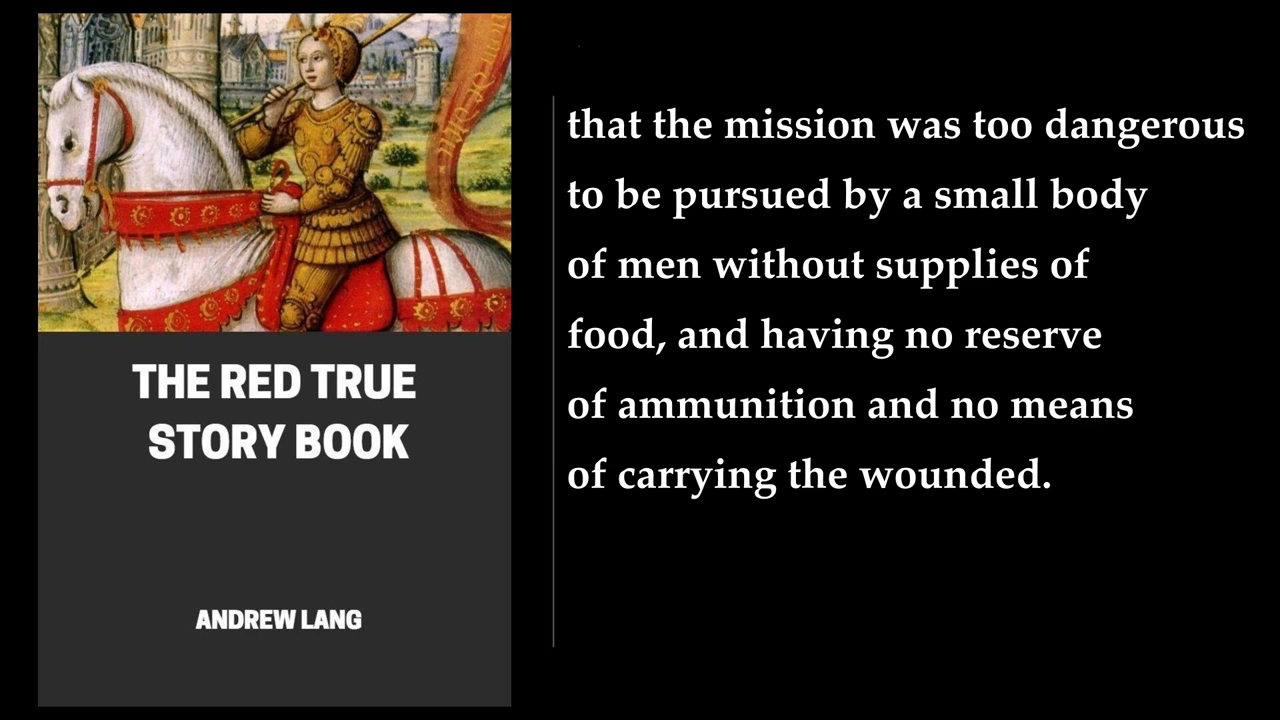 THE RED TRUE
STORY BOOK
ANDREW LANG
that the mission was too dangerous
to be pursued by a small body
of men without supplies of
food, and having no reserve
of ammunition and no means
of carrying the wounded.